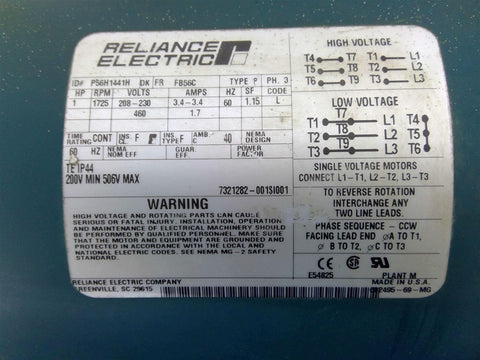 RELIANCE
ELECTRIC
ID# P56H1441H DK FR FB56C TYPE P PH. 3
HP RPM VOLTS AMPS HZ SF NEMA CODE
1 1725 208-230 3.4-3.4 60 1.15 L
460 1.7
TIME RATING CONT INS CL. F NEMA DES. INS TYPE F AMB C 40
60 HZ NEMA NOM EFF GUAR EFF POWER FACTOR
TE IP44
200V MIN 506V MAX
7321282-001SI001
WARNING
HIGH VOLTAGE AND ROTATING PARTS CAN CAUSE
SERIOUS OR FATAL INJURY. INSTALLATION, OPERATION
AND MAINTENANCE OF ELECTRICAL MACHINERY SHOULD
BE PERFORMED BY QUALIFIED PERSONNEL. MAKE SURE
THAT THE MOTOR AND EQUIPMENT ARE GROUNDED
IN ACCORDANCE WITH THE LOCAL AND
NATIONAL ELECTRIC CODES. SEE NEMA MG-2 SAFETY
STANDARD.
RELIANCE ELECTRIC COMPANY
GREENVILLE, SC 29615
HIGH VOLTAGE
T4 T7 T1 L1
T5 T8 T2 L2
T6 T9 T3 L3
LOW VOLTAGE
T7
T1 L1 T4
T8
T2 L2 T5
T9
T3 L3 T6
SINGLE VOLTAGE MOTORS
CONNECT L1-T1, L2-T2, L3-T3
TO REVERSE ROTATION
INTERCHANGE ANY
TWO LINE LEADS.
PHASE SEQUENCE - CCW
FACING LEAD END ØA TO T1,
Ø B TO T2, Ø C TO T3
CE SP UL
E54825 PLANT M
MADE IN U.S.A.